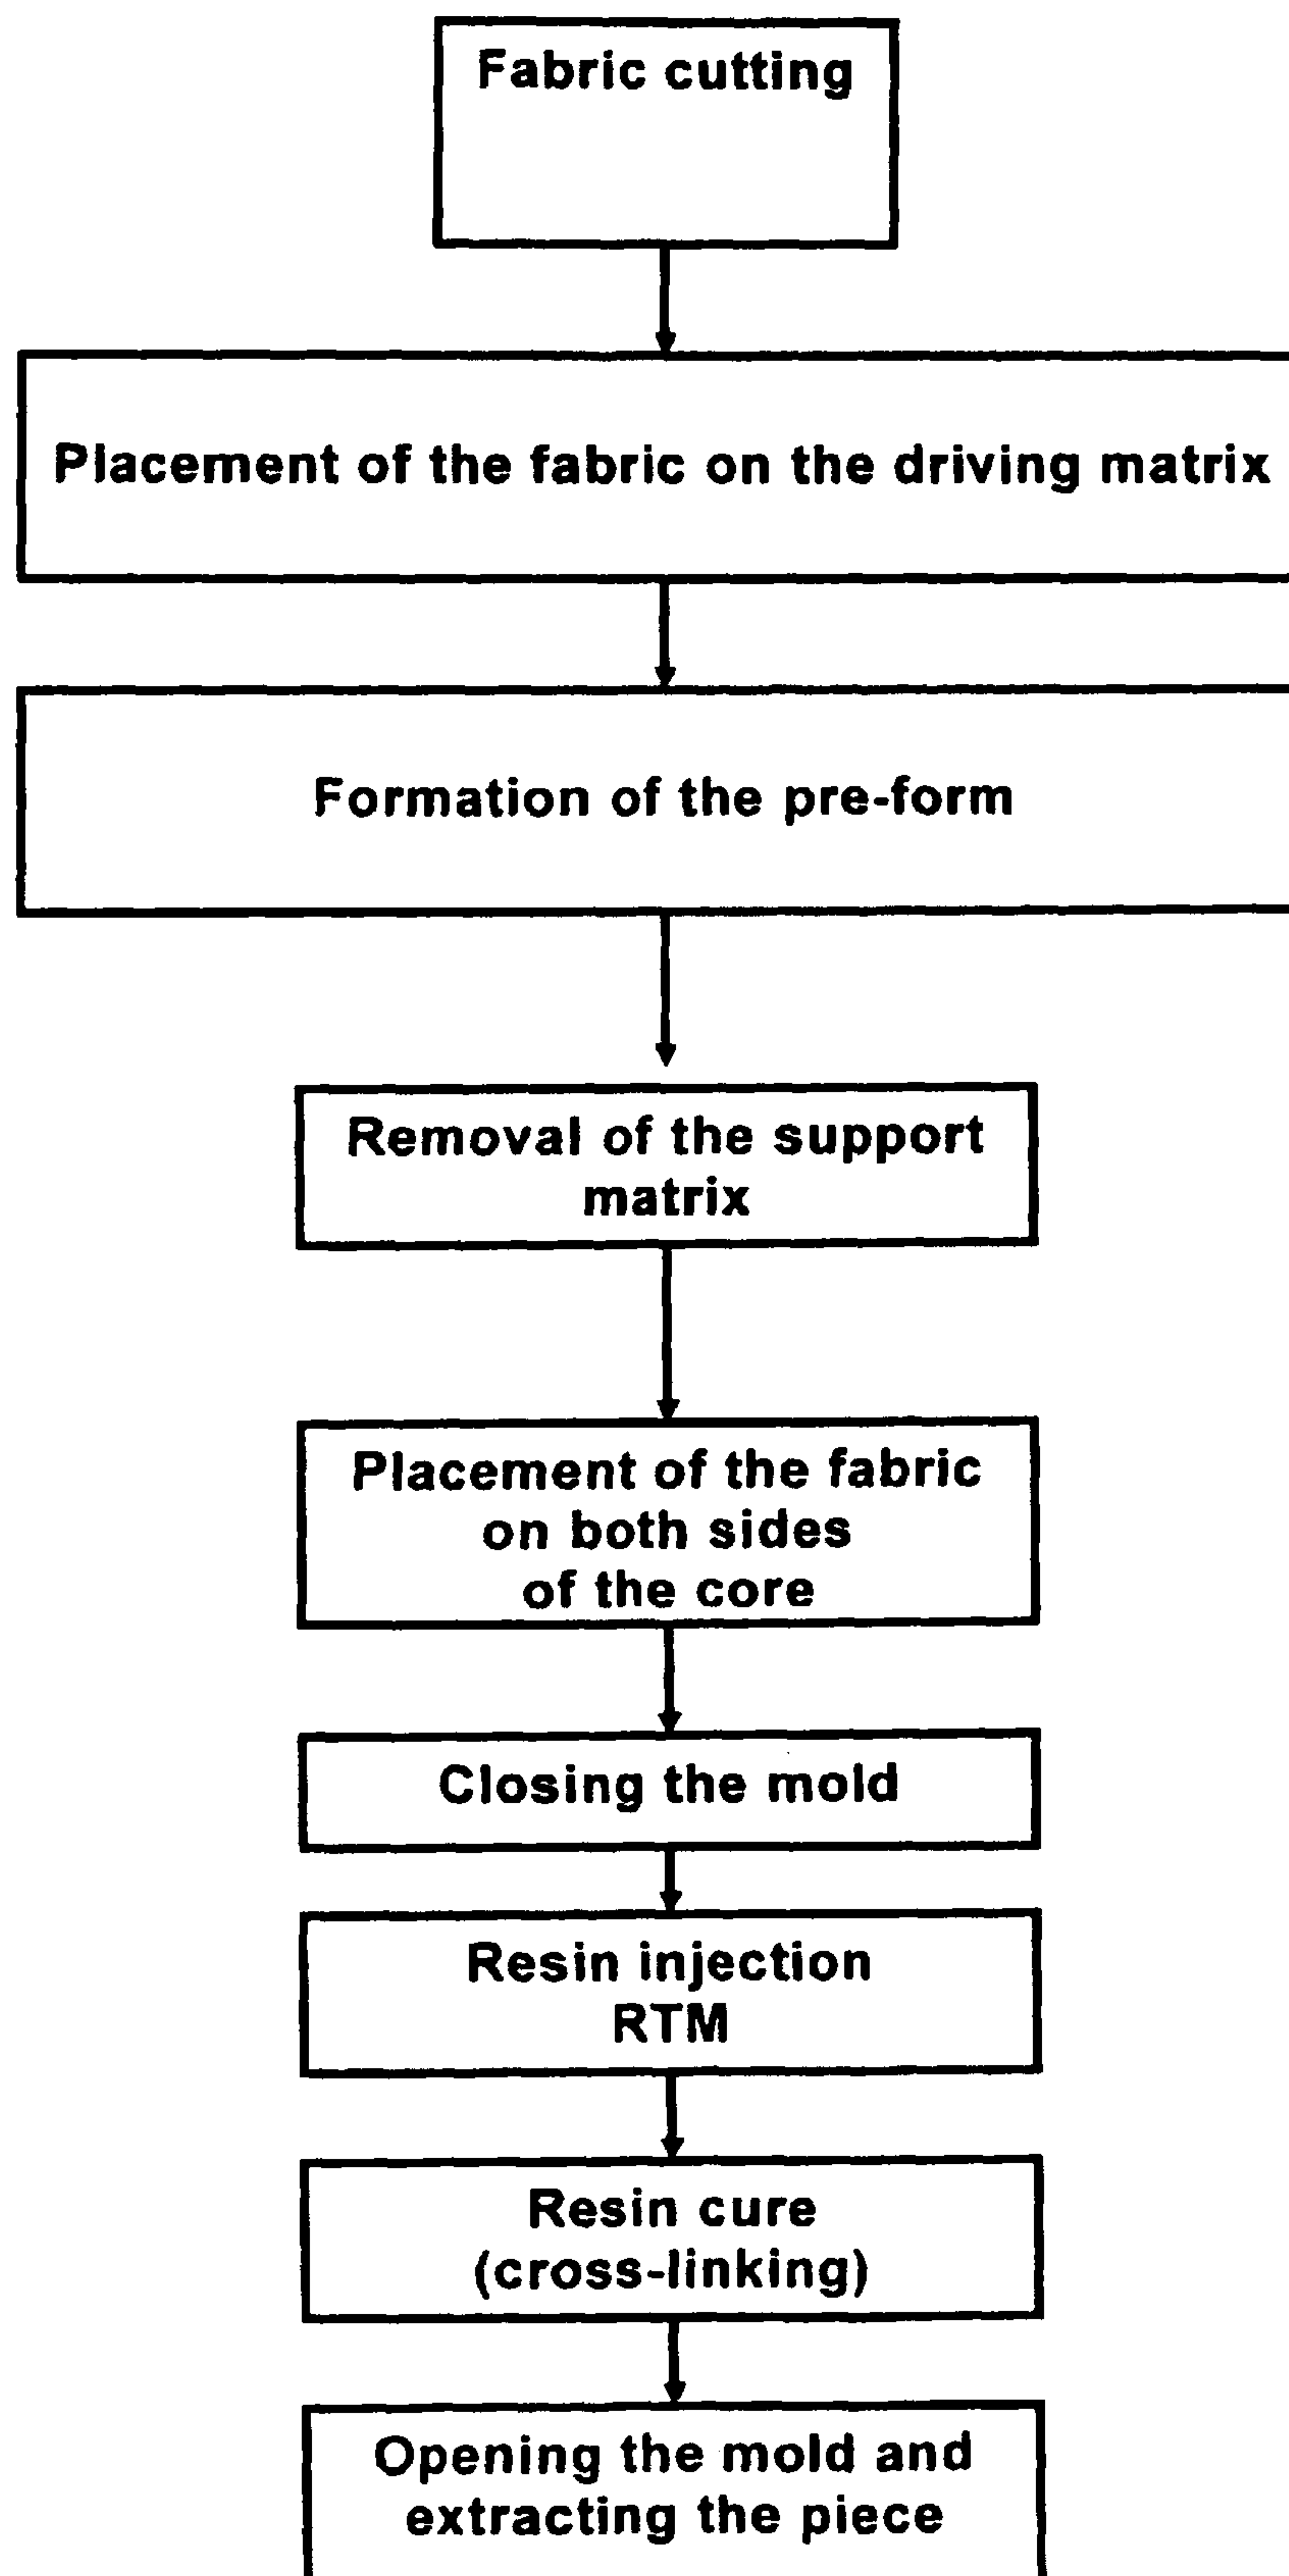 Fabric cutting
Placement of the fabric on the driving matrix
Formation of the pre-form
Removal of the support
matrix
Placement of the fabric
on both sides
of the core
Closing the mold
Resin injection
RTM
Resin cure
(cross-linking)
Opening the mold and
extracting the piece